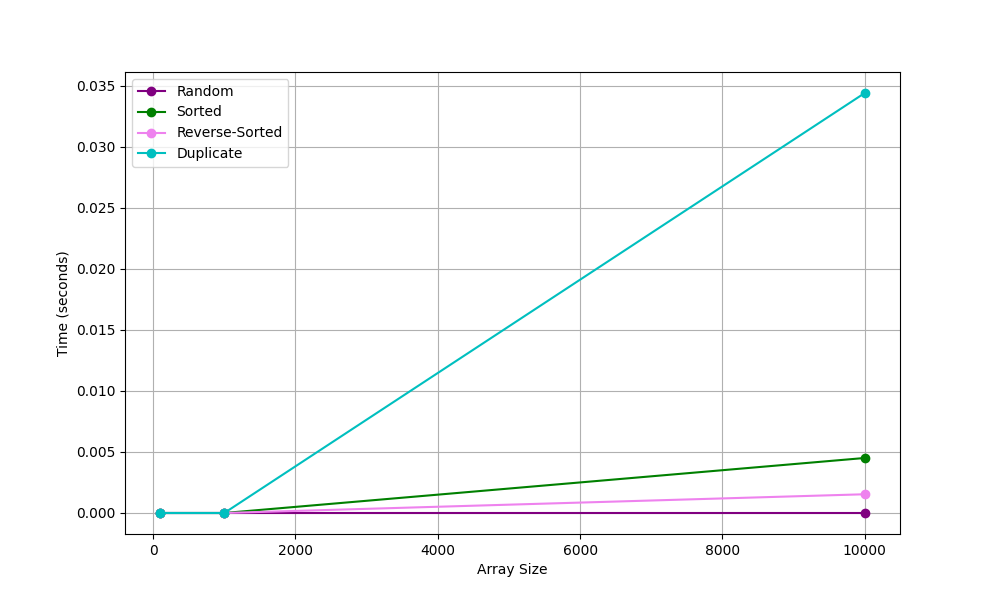 Random
Sorted
Reverse-Sorted
Duplicate
0.035
0.030
0.025
0.020
0.015
0.010
0.005
0.000
Time (seconds)
0 2000 4000 6000 8000 10000
Array Size